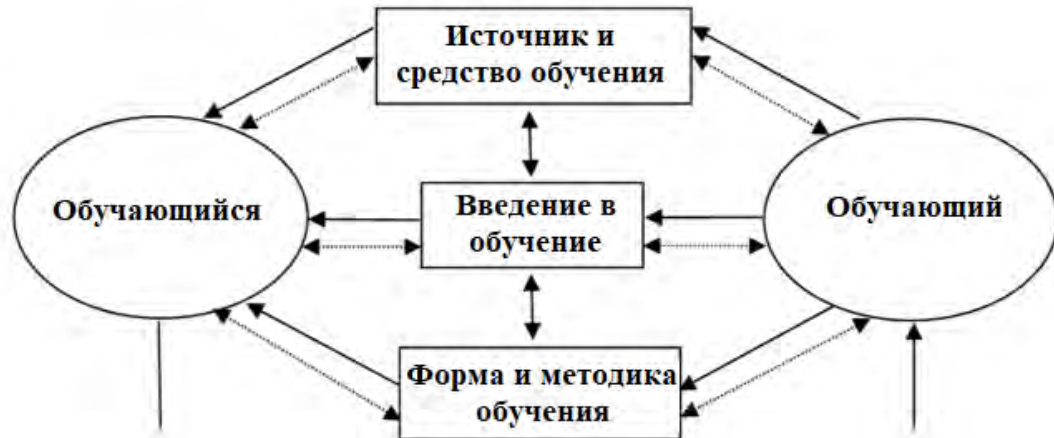 Источник и
средство обучения
Обучающийся
Введение в
обучение
Обучающий
Форма и методика
обучения